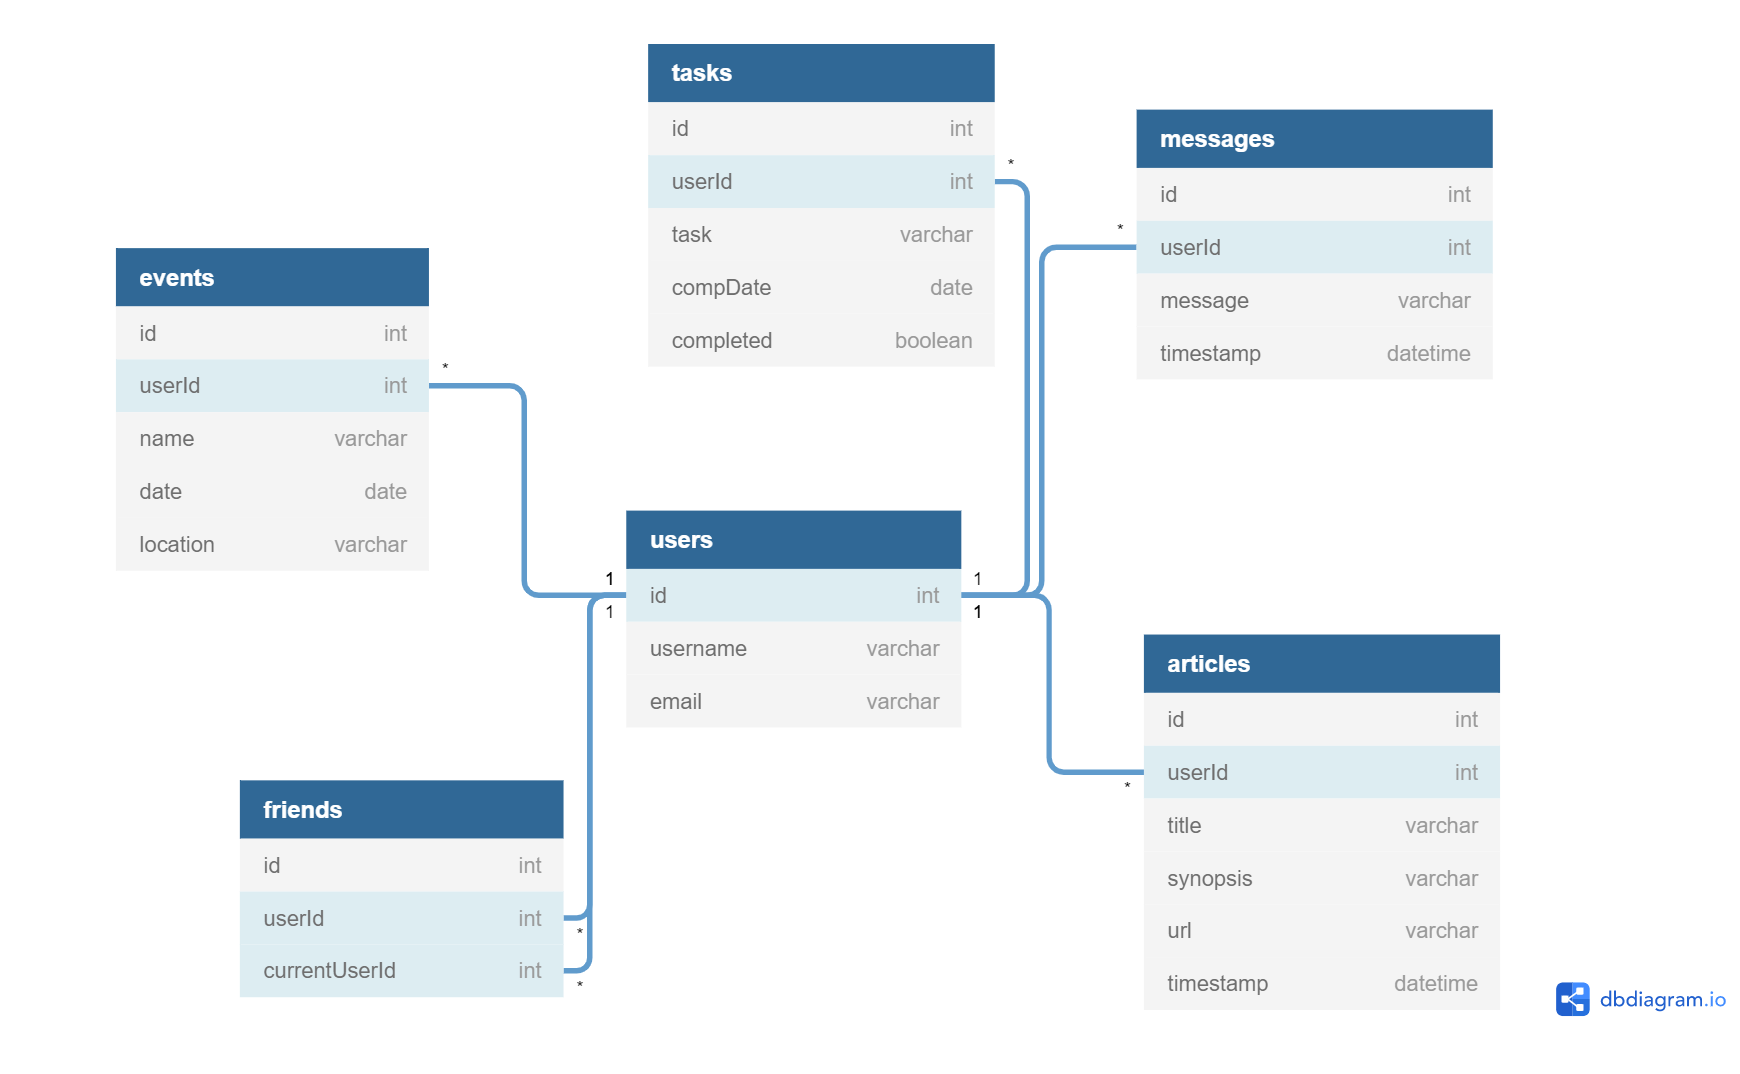 tasks
id int
userId int
task varchar
compDate date
completed boolean
*
messages
id int
userId int
message varchar
timestamp datetime
*
events
id int
userId int
name varchar
date date
location varchar
*
users
id int
username varchar
email varchar
1
1
1
1
articles
id int
userId int
title varchar
synopsis varchar
url varchar
timestamp datetime
*
friends
id int
userId int
currentUserId int
*
*
dbdiagram.io